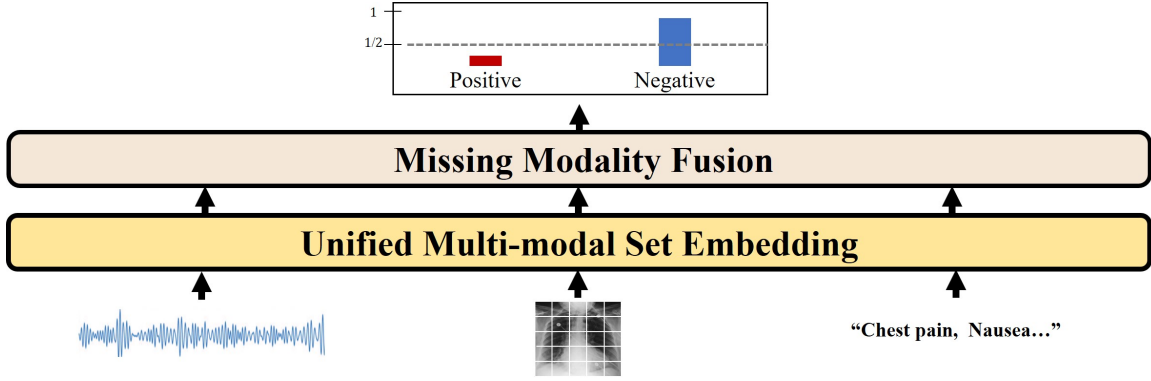 1
1/2
Positive Negative
Missing Modality Fusion
Unified Multi-modal Set Embedding
“Chest pain, Nausea…”